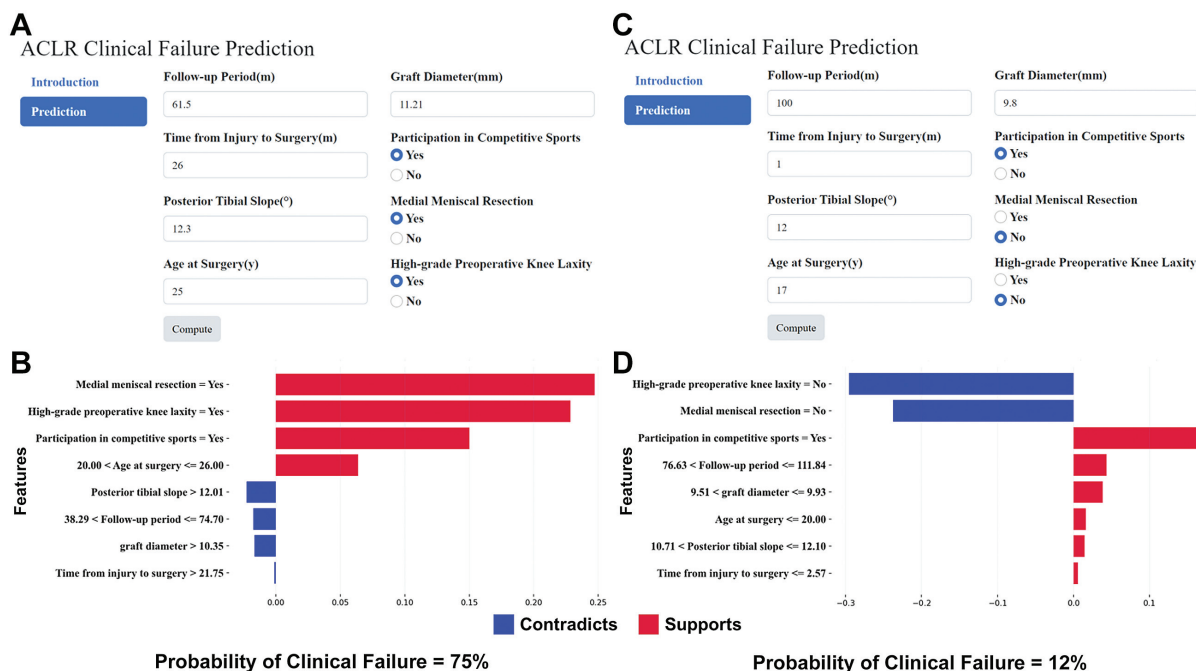 A
ACLR Clinical Failure Prediction
Introduction
Prediction
Follow-up Period(m)
61.5
Graft Diameter(mm)
11.21
Time from Injury to Surgery(m)
26
Participation in Competitive Sports
Yes
No
Posterior Tibial Slope(°)
12.3
Medial Meniscal Resection
Yes
No
Age at Surgery(y)
25
High-grade Preoperative Knee Laxity
Yes
No
Compute
C
ACLR Clinical Failure Prediction
Introduction
Prediction
Follow-up Period(m)
100
Graft Diameter(mm)
9.8
Time from Injury to Surgery(m)
1
Participation in Competitive Sports
Yes
No
Posterior Tibial Slope(°)
12
Medial Meniscal Resection
Yes
No
Age at Surgery(y)
17
High-grade Preoperative Knee Laxity
Yes
No
Compute
B
Features
Medial meniscal resection = Yes
High-grade preoperative knee laxity = Yes
Participation in competitive sports = Yes
20.00 < Age at surgery <= 26.00
Posterior tibial slope > 12.01
38.29 < Follow-up period <= 74.70
graft diameter > 10.35
Time from injury to surgery > 21.75
0.00 0.05 0.10 0.15 0.20 0.25
D
Features
High-grade preoperative knee laxity = No
Medial meniscal resection = No
Participation in competitive sports = Yes
76.63 < Follow-up period <= 111.84
9.51 < graft diameter <= 9.93
Age at surgery <= 20.00
10.71 < Posterior tibial slope <= 12.10
Time from injury to surgery <= 2.57
−0.3 −0.2 −0.1 0.0 0.1
Contradicts Supports
Probability of Clinical Failure = 75%
Probability of Clinical Failure = 12%